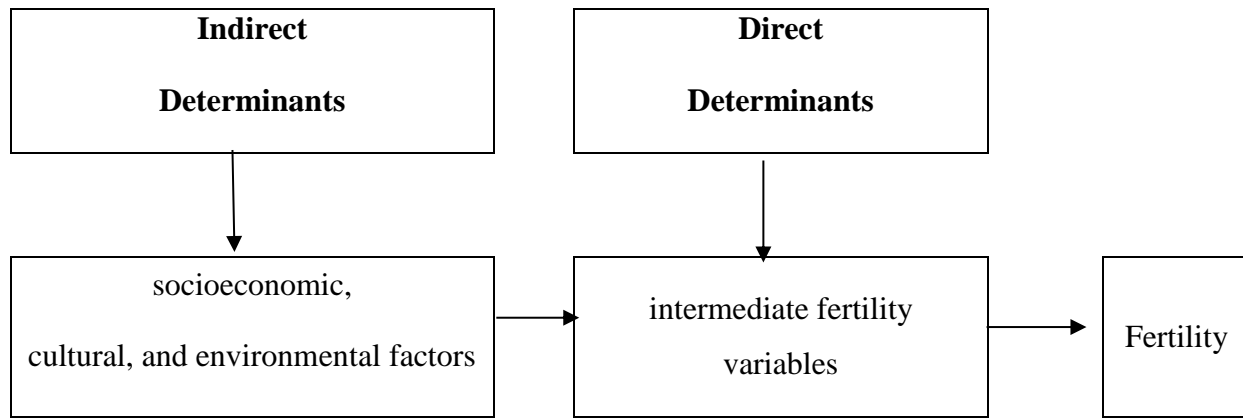 Indirect
Determinants
Direct
Determinants
socioeconomic,
cultural, and environmental factors
intermediate fertility
variables
Fertility